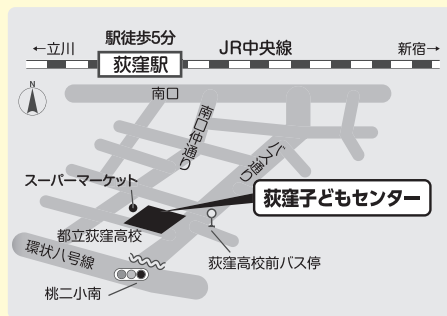 駅徒歩5分
←立川
荻窪駅
JR中央線
新宿→
N
南口
南口仲通り
バス通り
スーパーマーケット
荻窪子どもセンター
都立荻窪高校
環状八号線
荻窪高校前バス停
桃二小南